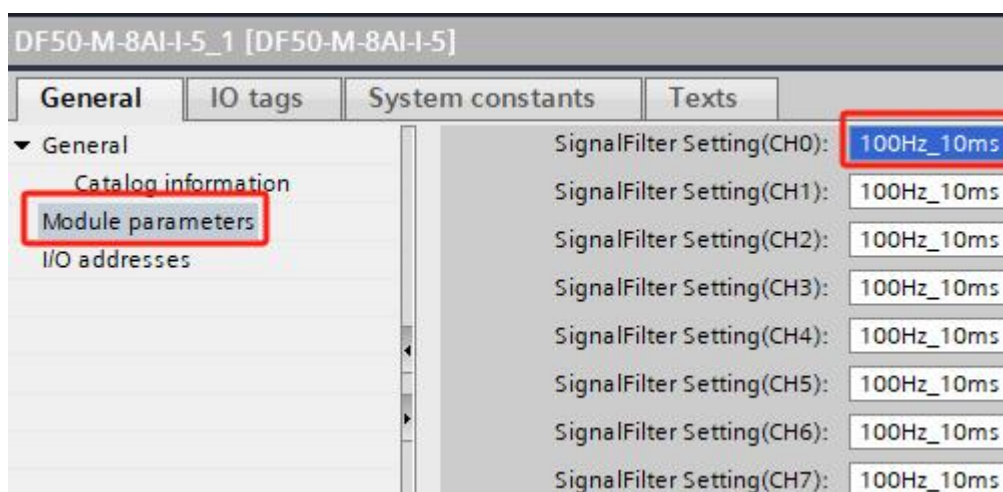 DF50-M-8AI-I-5_1 [DF50-M-8AI-I-5]
General IO tags System constants Texts
General
Catalog information
Module parameters
I/O addresses
SignalFilter Setting(CH0): 100Hz_10ms
SignalFilter Setting(CH1): 100Hz_10ms
SignalFilter Setting(CH2): 100Hz_10ms
SignalFilter Setting(CH3): 100Hz_10ms
SignalFilter Setting(CH4): 100Hz_10ms
SignalFilter Setting(CH5): 100Hz_10ms
SignalFilter Setting(CH6): 100Hz_10ms
SignalFilter Setting(CH7): 100Hz_10ms